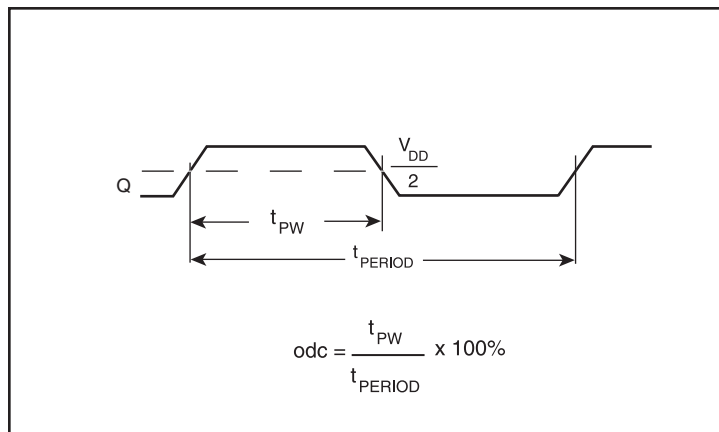 V_DD
2
Q
t_PW
t_PERIOD
odc = t_PW / t_PERIOD x 100%